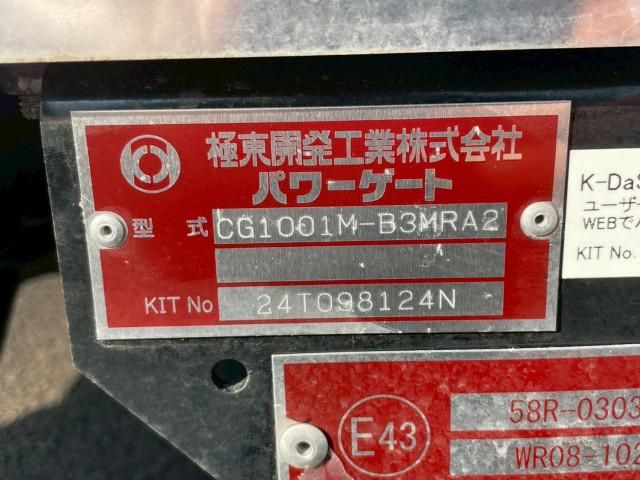 極東開発工業株式会社
パワーゲート
型 式 CG1001M-B3MRA2
KIT No 24T098124N
K-DaS
ユーザー
WEBで
KIT No.
E43
58R-0303
WR08-102